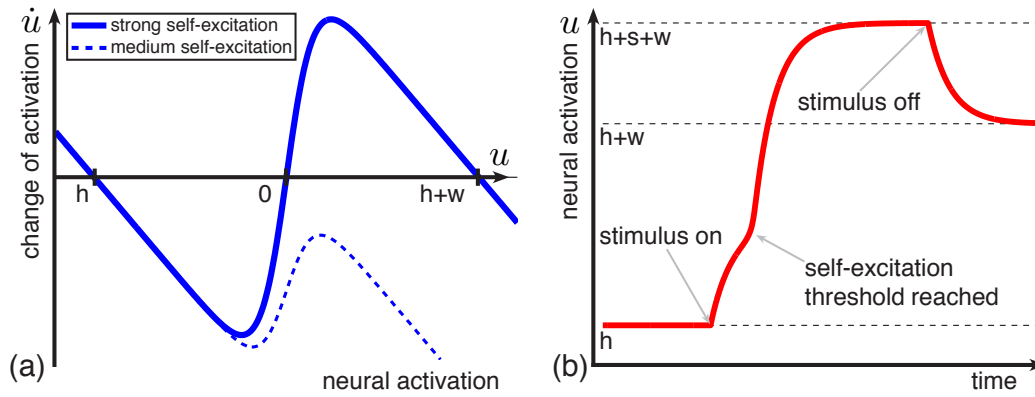 u̇
strong self-excitation
medium self-excitation
change of activation
u
h
0
h+w
neural activation
(a)
u
h+s+w
stimulus off
h+w
neural activation
stimulus on
self-excitation
threshold reached
h
(b)
time